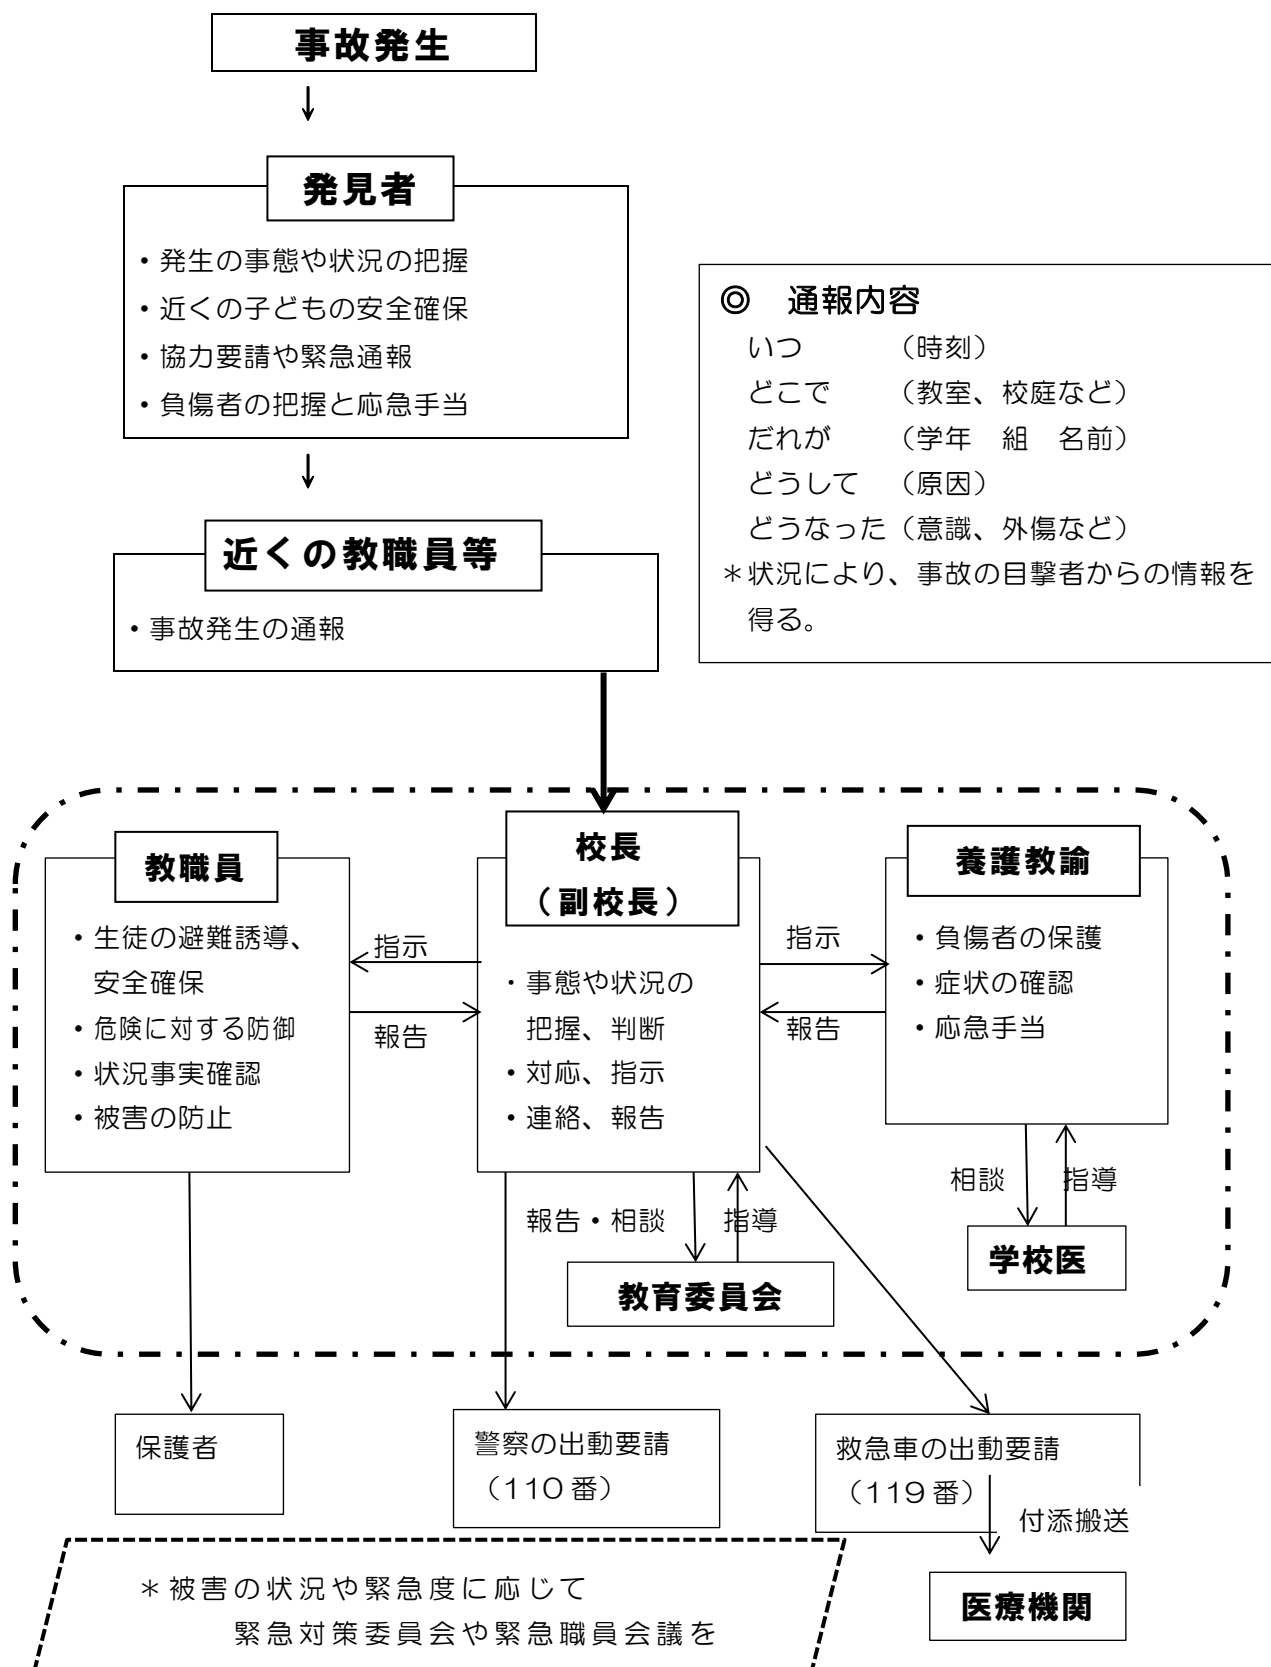 事故発生
発見者
・発生の事態や状況の把握
・近くの子どもの安全確保
・協力要請や緊急通報
・負傷者の把握と応急手当
◎　通報内容
いつ　　　（時刻）
どこで　　（教室、校庭など）
だれが　　（学年　組　名前）
どうして　（原因）
どうなった（意識、外傷など）
＊状況により、事故の目撃者からの情報を
得る。
近くの教職員等
・事故発生の通報
教職員
・生徒の避難誘導、
安全確保
・危険に対する防御
・状況事実確認
・被害の防止
指示
報告
校長
（副校長）
・事態や状況の
把握、判断
・対応、指示
・連絡、報告
指示
報告
養護教諭
・負傷者の保護
・症状の確認
・応急手当
相談
指導
学校医
報告・相談
指導
教育委員会
保護者
警察の出動要請
（110番）
救急車の出動要請
（119番）
付添搬送
医療機関
＊被害の状況や緊急度に応じて
緊急対策委員会や緊急職員会議を